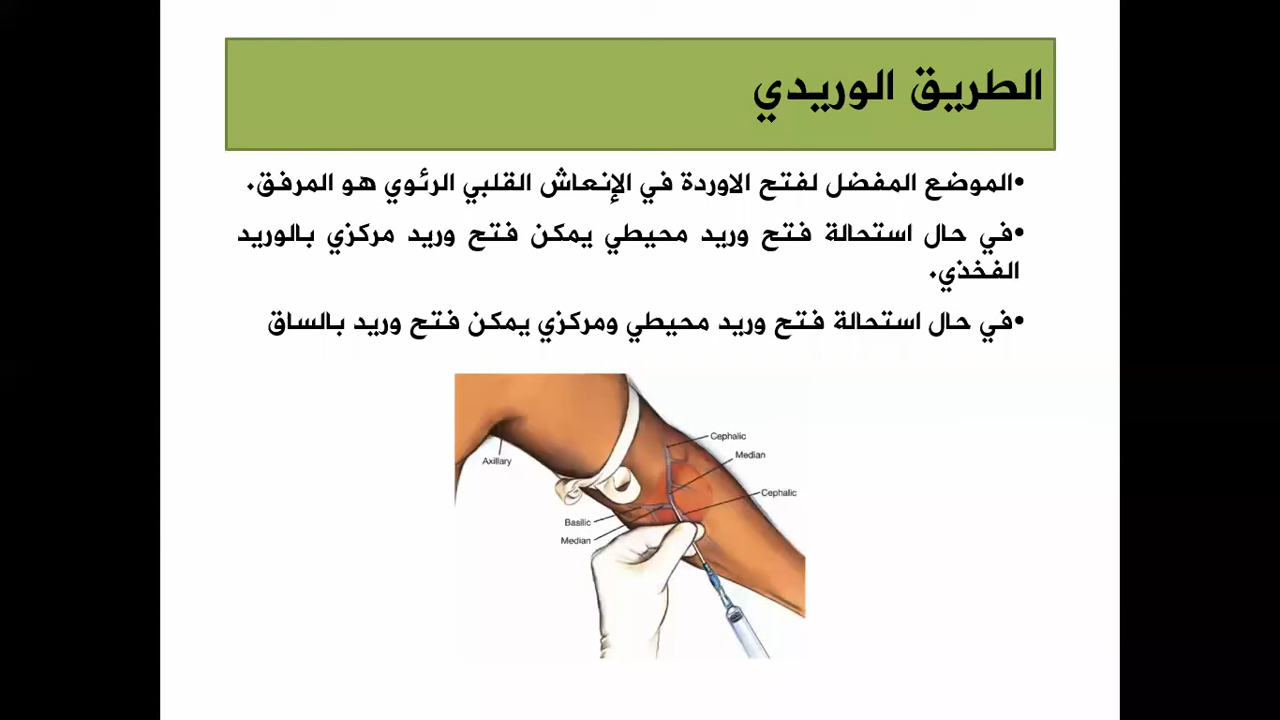 الطريق الوريدي
•الموضع المفضل لفتح الاوردة في الإنعاش القلبي الرئوي هو المرفق.
•في حال استحالة فتح وريد محيطي يمكن فتح وريد مركزي بالوريد
الفخذي.
•في حال استحالة فتح وريد محيطي ومركزي يمكن فتح وريد بالساق
Cephalic
Median
Axillary
Cephalic
Basilic
Median